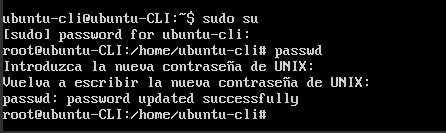 ubuntu-cli@ubuntu-CLI:~$ sudo su
[sudo] password for ubuntu-cli:
root@ubuntu-CLI:/home/ubuntu-cli# passwd
Introduzca la nueva contraseña de UNIX:
Vuelva a escribir la nueva contraseña de UNIX:
passwd: password updated successfully
root@ubuntu-CLI:/home/ubuntu-cli#